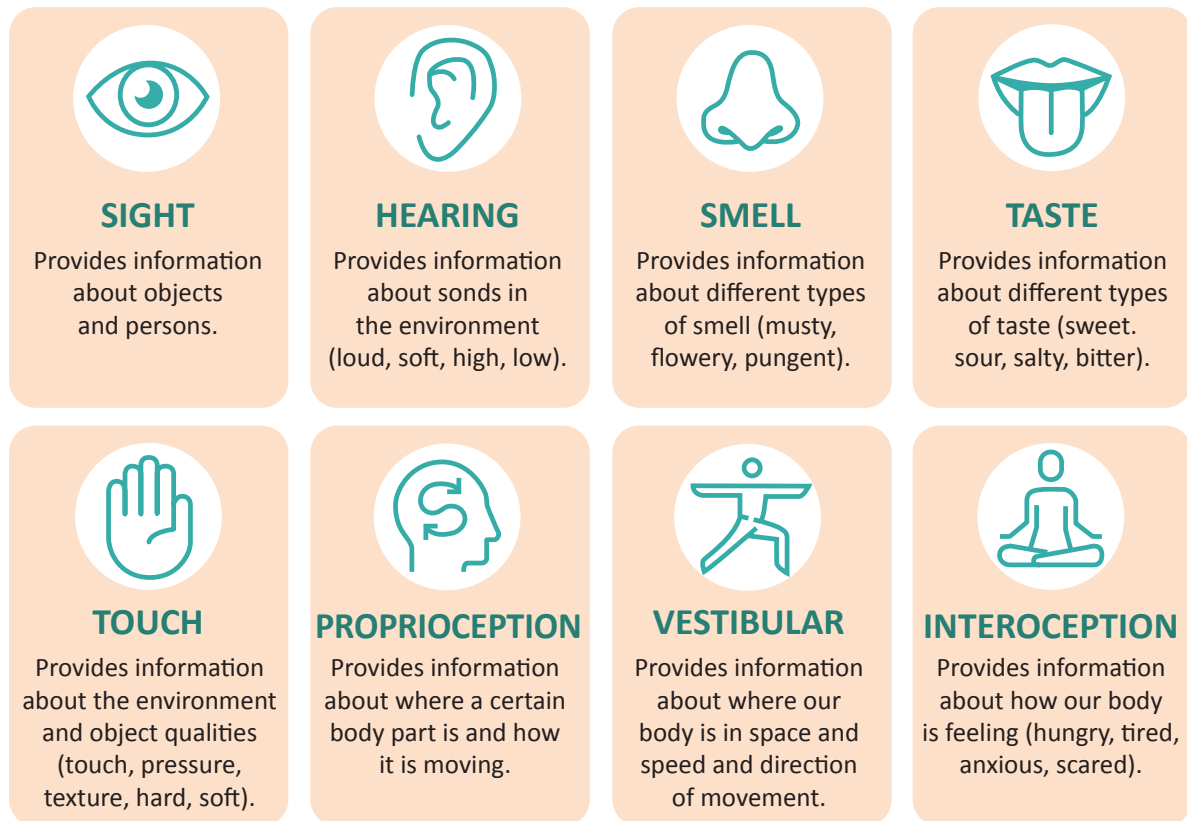 SIGHT
Provides information
about objects
and persons.
HEARING
Provides information
about sonds in
the environment
(loud, soft, high, low).
SMELL
Provides information
about different types
of smell (musty,
flowery, pungent).
TASTE
Provides information
about different types
of taste (sweet.
sour, salty, bitter).
TOUCH
Provides information
about the environment
and object qualities
(touch, pressure,
texture, hard, soft).
PROPRIOCEPTION
Provides information
about where a certain
body part is and how
it is moving.
VESTIBULAR
Provides information
about where our
body is in space and
speed and direction
of movement.
INTEROCEPTION
Provides information
about how our body
is feeling (hungry, tired,
anxious, scared).